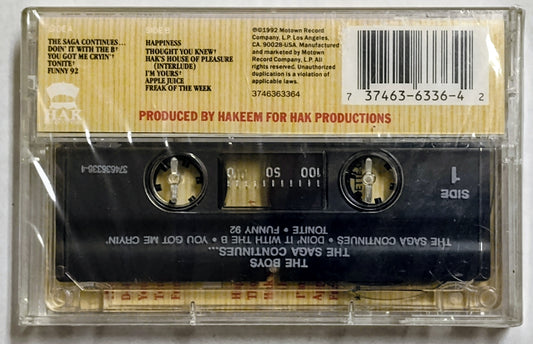 SIDE B
THE SAGA CONTINUES...
DOIN' IT WITH THE B†
YOU GOT ME CRYIN'†
TONITE†
FUNNY 92
HAPPINESS
THOUGHT YOU KNEW†
HAK'S HOUSE OF PLEASURE
(INTERLUDE)
I'M YOURS†
APPLE JUICE
FREAK OF THE WEEK
℗©1992 Motown Record
Company, L.P. Los Angeles,
CA. 90028-USA. Manufactured
and marketed by Motown
Record Company, L.P.
All rights reserved. Unauthorized
duplication is a violation of
applicable laws.
3746363364
7 37463-6336-4 2
HAK
PRODUCED BY HAKEEM FOR HAK PRODUCTIONS
374636336-4
100 50 0
SIDE
1
THE BOYS
THE SAGA CONTINUES...
THE SAGA CONTINUES • DOIN' IT WITH THE B • YOU GOT ME CRYIN'
TONITE • FUNNY 92